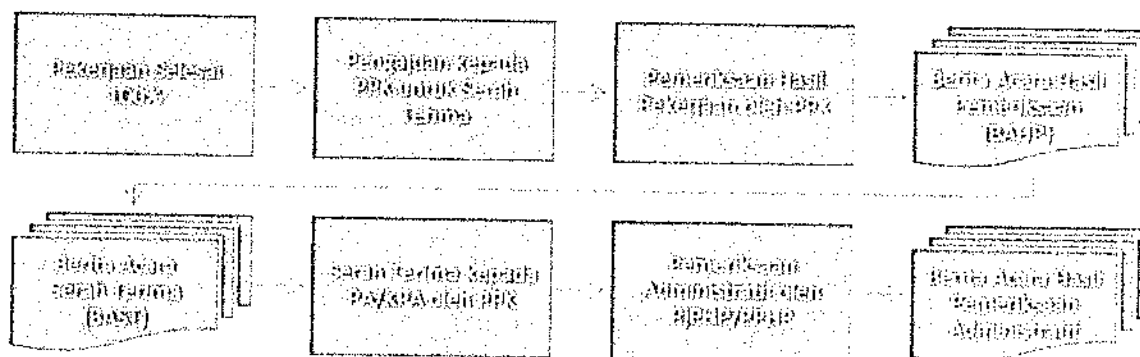 Pekerjaan Selesai
100%
Pengajuan kepada
PPK untuk Serah
Terima
Pemeriksaan Hasil
Pekerjaan oleh PPK
Berita Acara Hasil
Pemeriksaan
(BAHP)
Berita Acara
Serah Terima
(BAST)
Serah Terima kepada
PA/KPA oleh PPK
Pemeriksaan
Administratif oleh
PjPHP/PPHP
Berita Acara Hasil
Pemeriksaan
Administratif